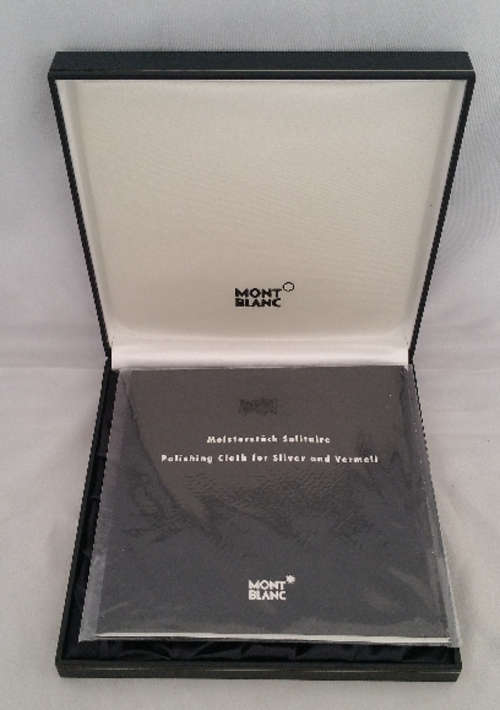 MONT
BLANC
Meisterstück Solitaire
Polishing Cloth for Silver and Vermeil
MONT
BLANC